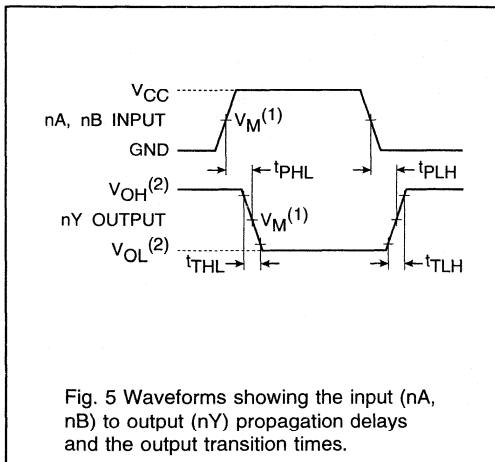 VCC
nA, nB INPUT
VM(1)
GND
tPHL
tPLH
VOH(2)
nY OUTPUT
VM(1)
VOL(2)
tTHL
tTLH
Fig. 5 Waveforms showing the input (nA,
nB) to output (nY) propagation delays
and the output transition times.